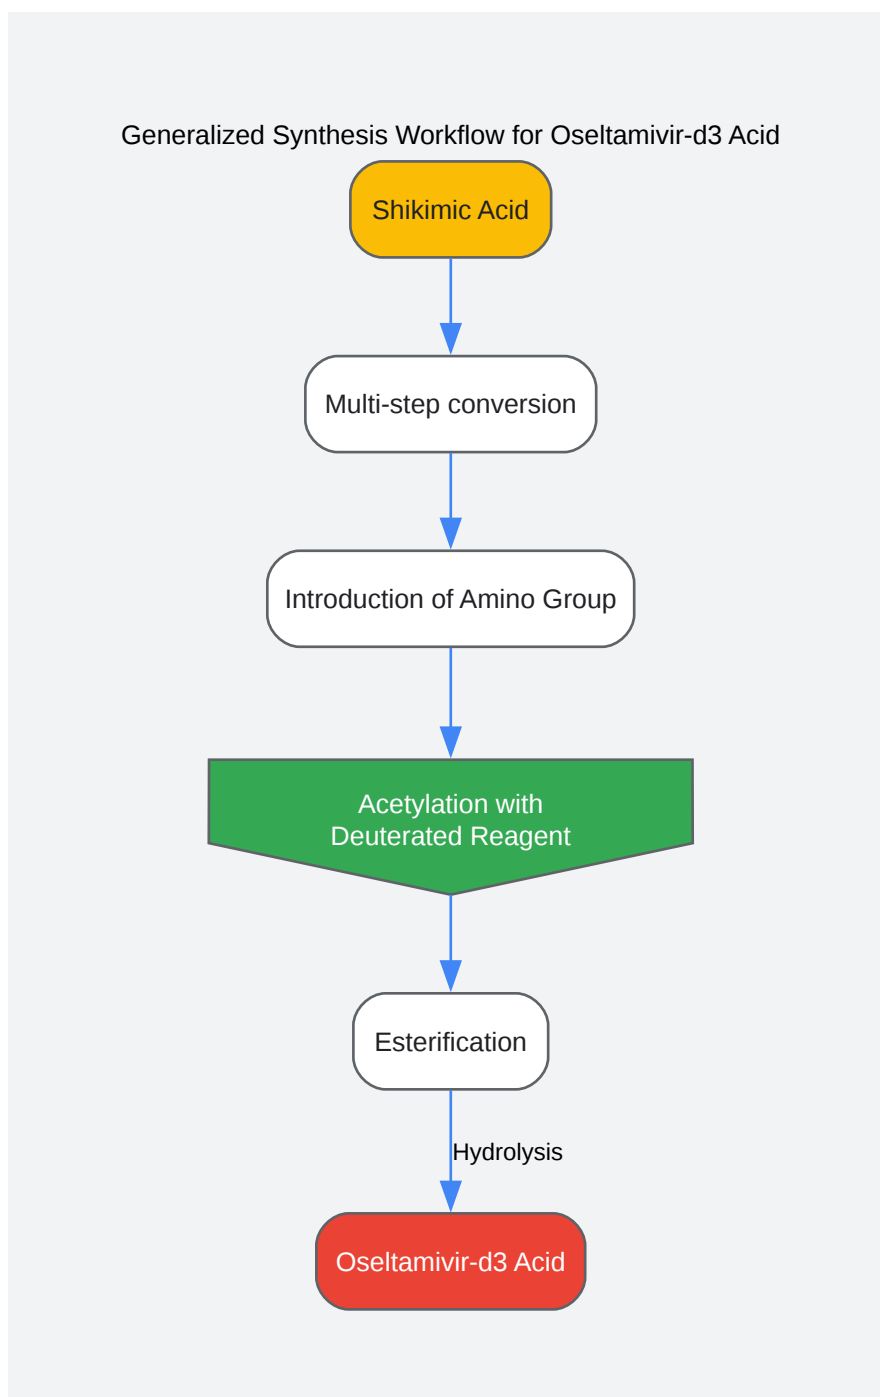 Generalized Synthesis Workflow for Oseltamivir-d3 Acid
Shikimic Acid
Multi-step conversion
Introduction of Amino Group
Acetylation with
Deuterated Reagent
Esterification
Hydrolysis
Oseltamivir-d3 Acid